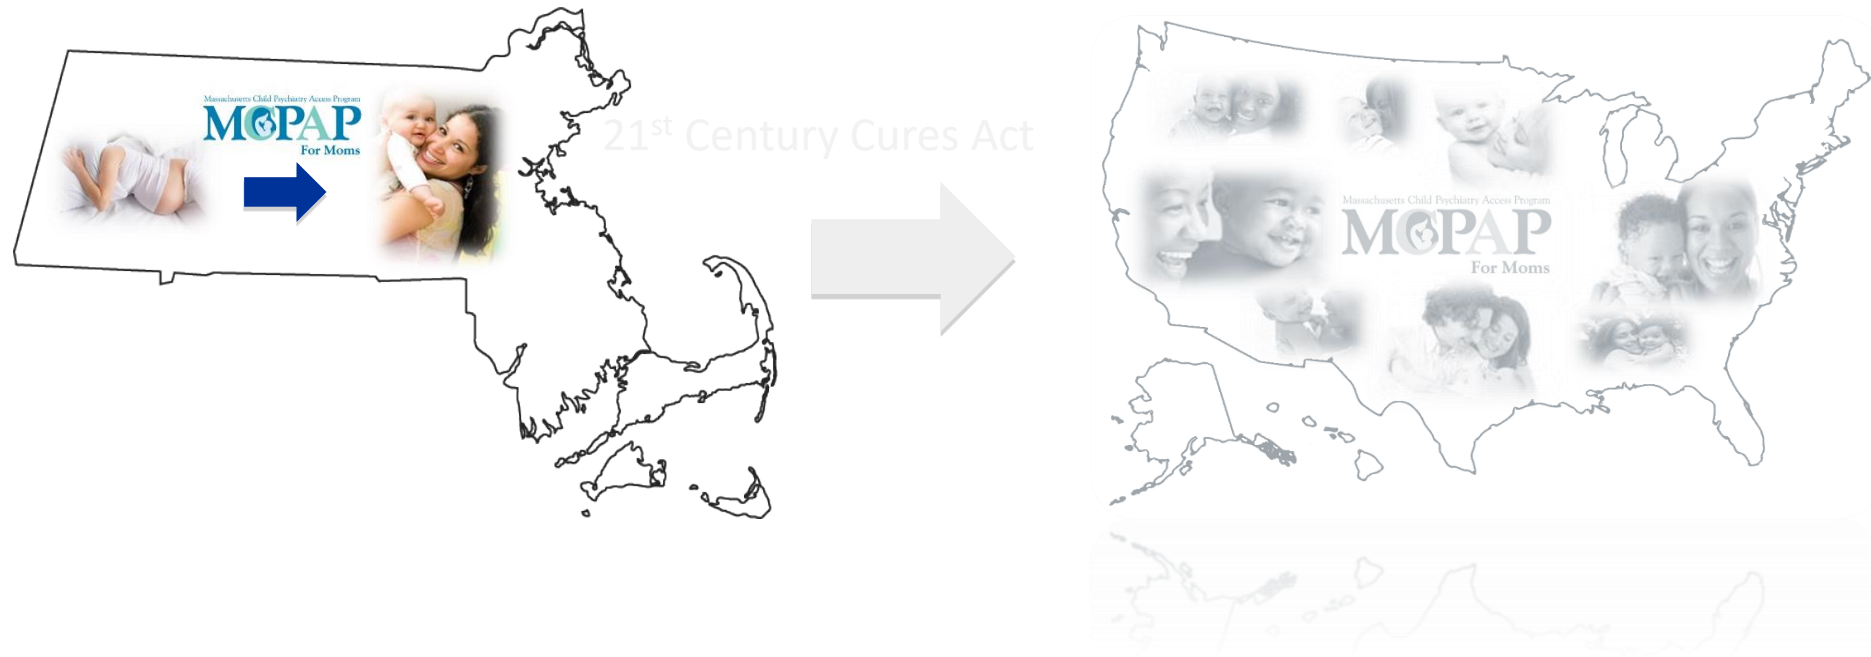 Massachusetts Child Psychiatry Access Program
MCPAP
For Moms
21st Century Cures Act
Massachusetts Child Psychiatry Access Program
MCPAP
For Moms